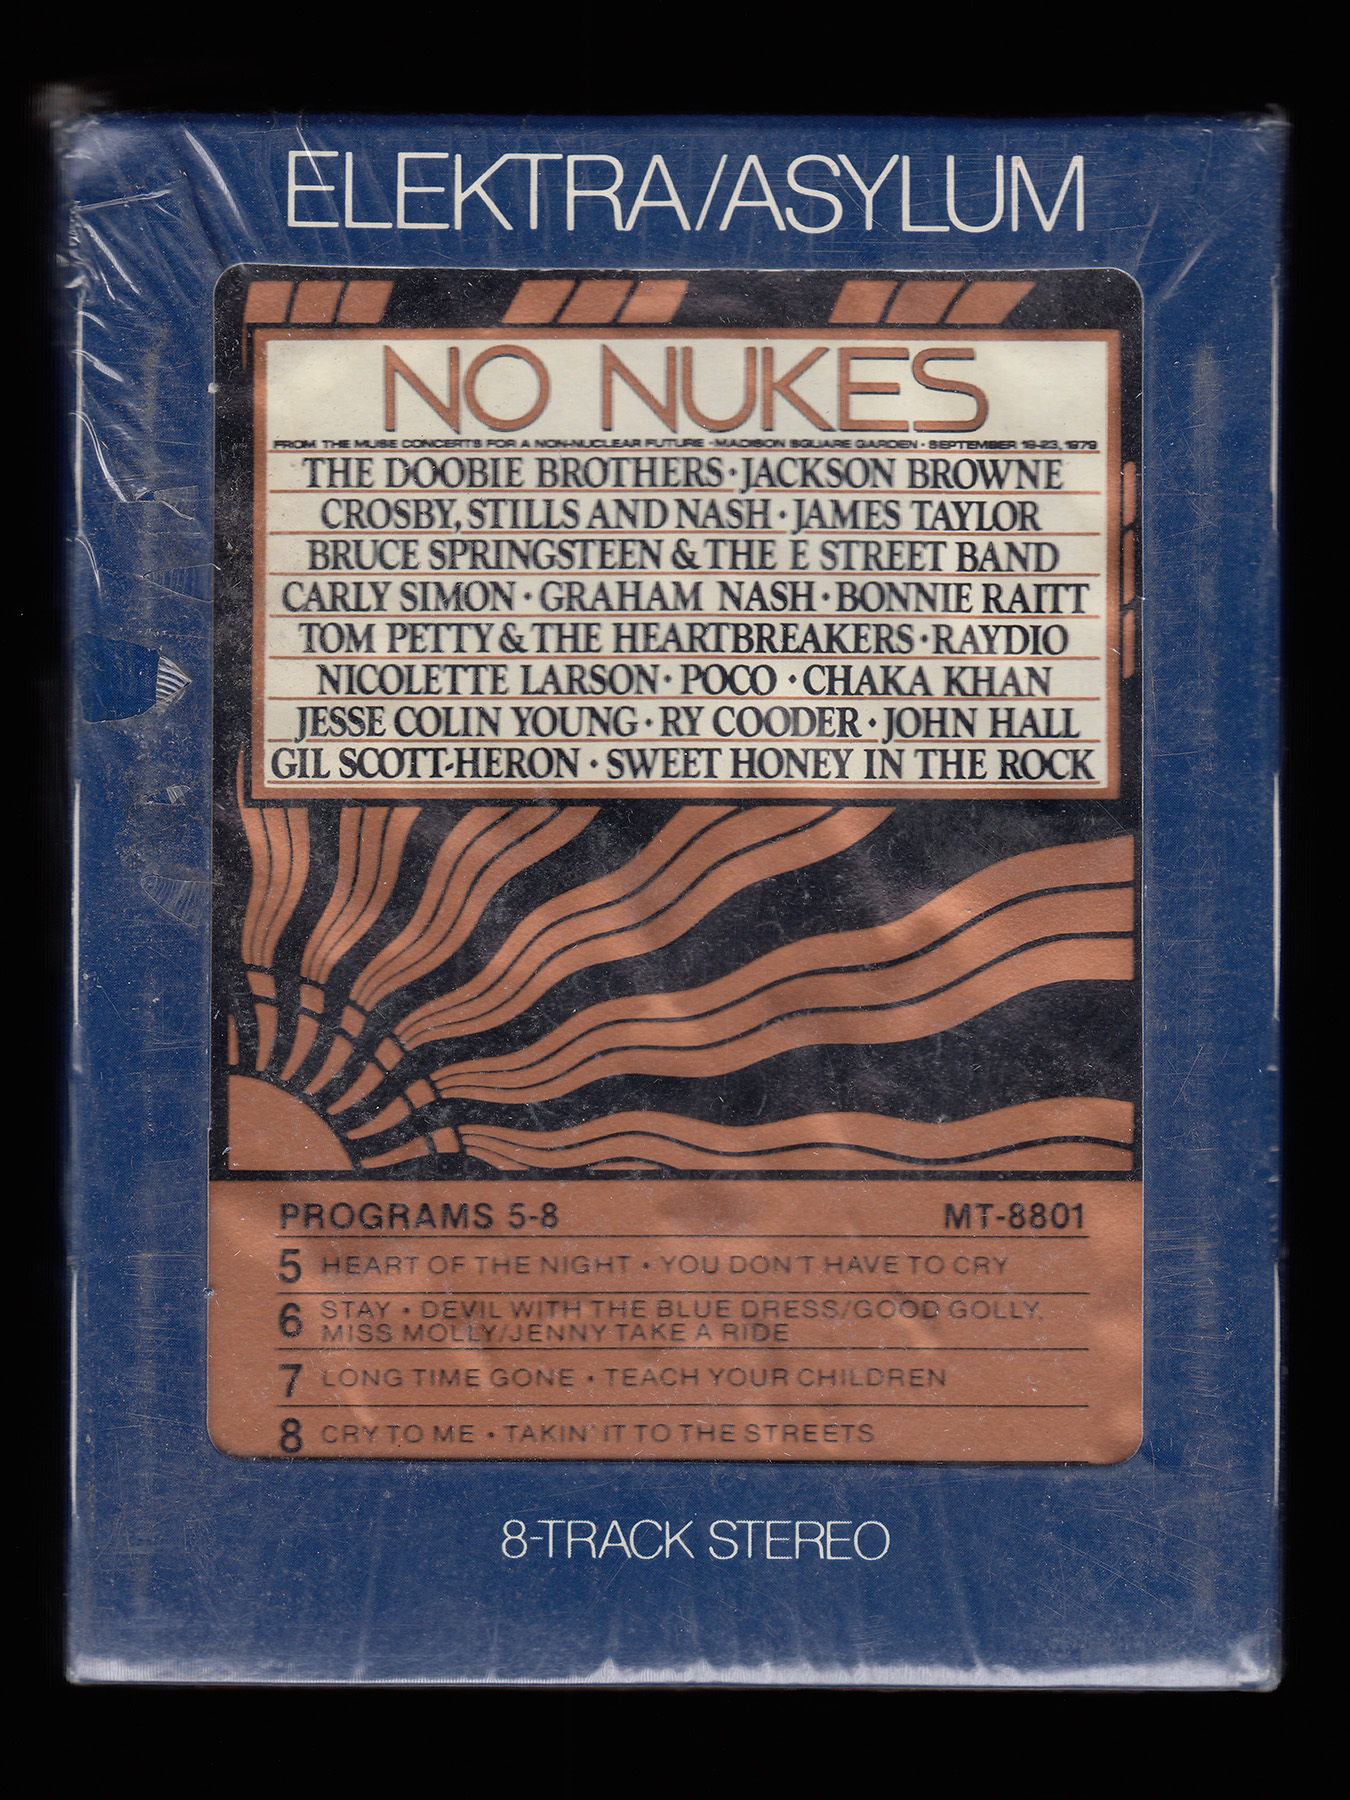 ELEKTRA/ASYLUM
NO NUKES
FROM THE MUSE CONCERTS FOR A NON-NUCLEAR FUTURE • MADISON SQUARE GARDEN • SEPTEMBER 19-23, 1979
THE DOOBIE BROTHERS • JACKSON BROWNE
CROSBY, STILLS AND NASH • JAMES TAYLOR
BRUCE SPRINGSTEEN & THE E STREET BAND
CARLY SIMON • GRAHAM NASH • BONNIE RAITT
TOM PETTY & THE HEARTBREAKERS • RAYDIO
NICOLETTE LARSON • POCO • CHAKA KHAN
JESSE COLIN YOUNG • RY COODER • JOHN HALL
GIL SCOTT-HERON • SWEET HONEY IN THE ROCK
PROGRAMS 5-8 MT-8801
5 HEART OF THE NIGHT • YOU DON'T HAVE TO CRY
6 STAY • DEVIL WITH THE BLUE DRESS/GOOD GOLLY,
MISS MOLLY/JENNY TAKE A RIDE
7 LONG TIME GONE • TEACH YOUR CHILDREN
8 CRY TO ME • TAKIN' IT TO THE STREETS
8-TRACK STEREO